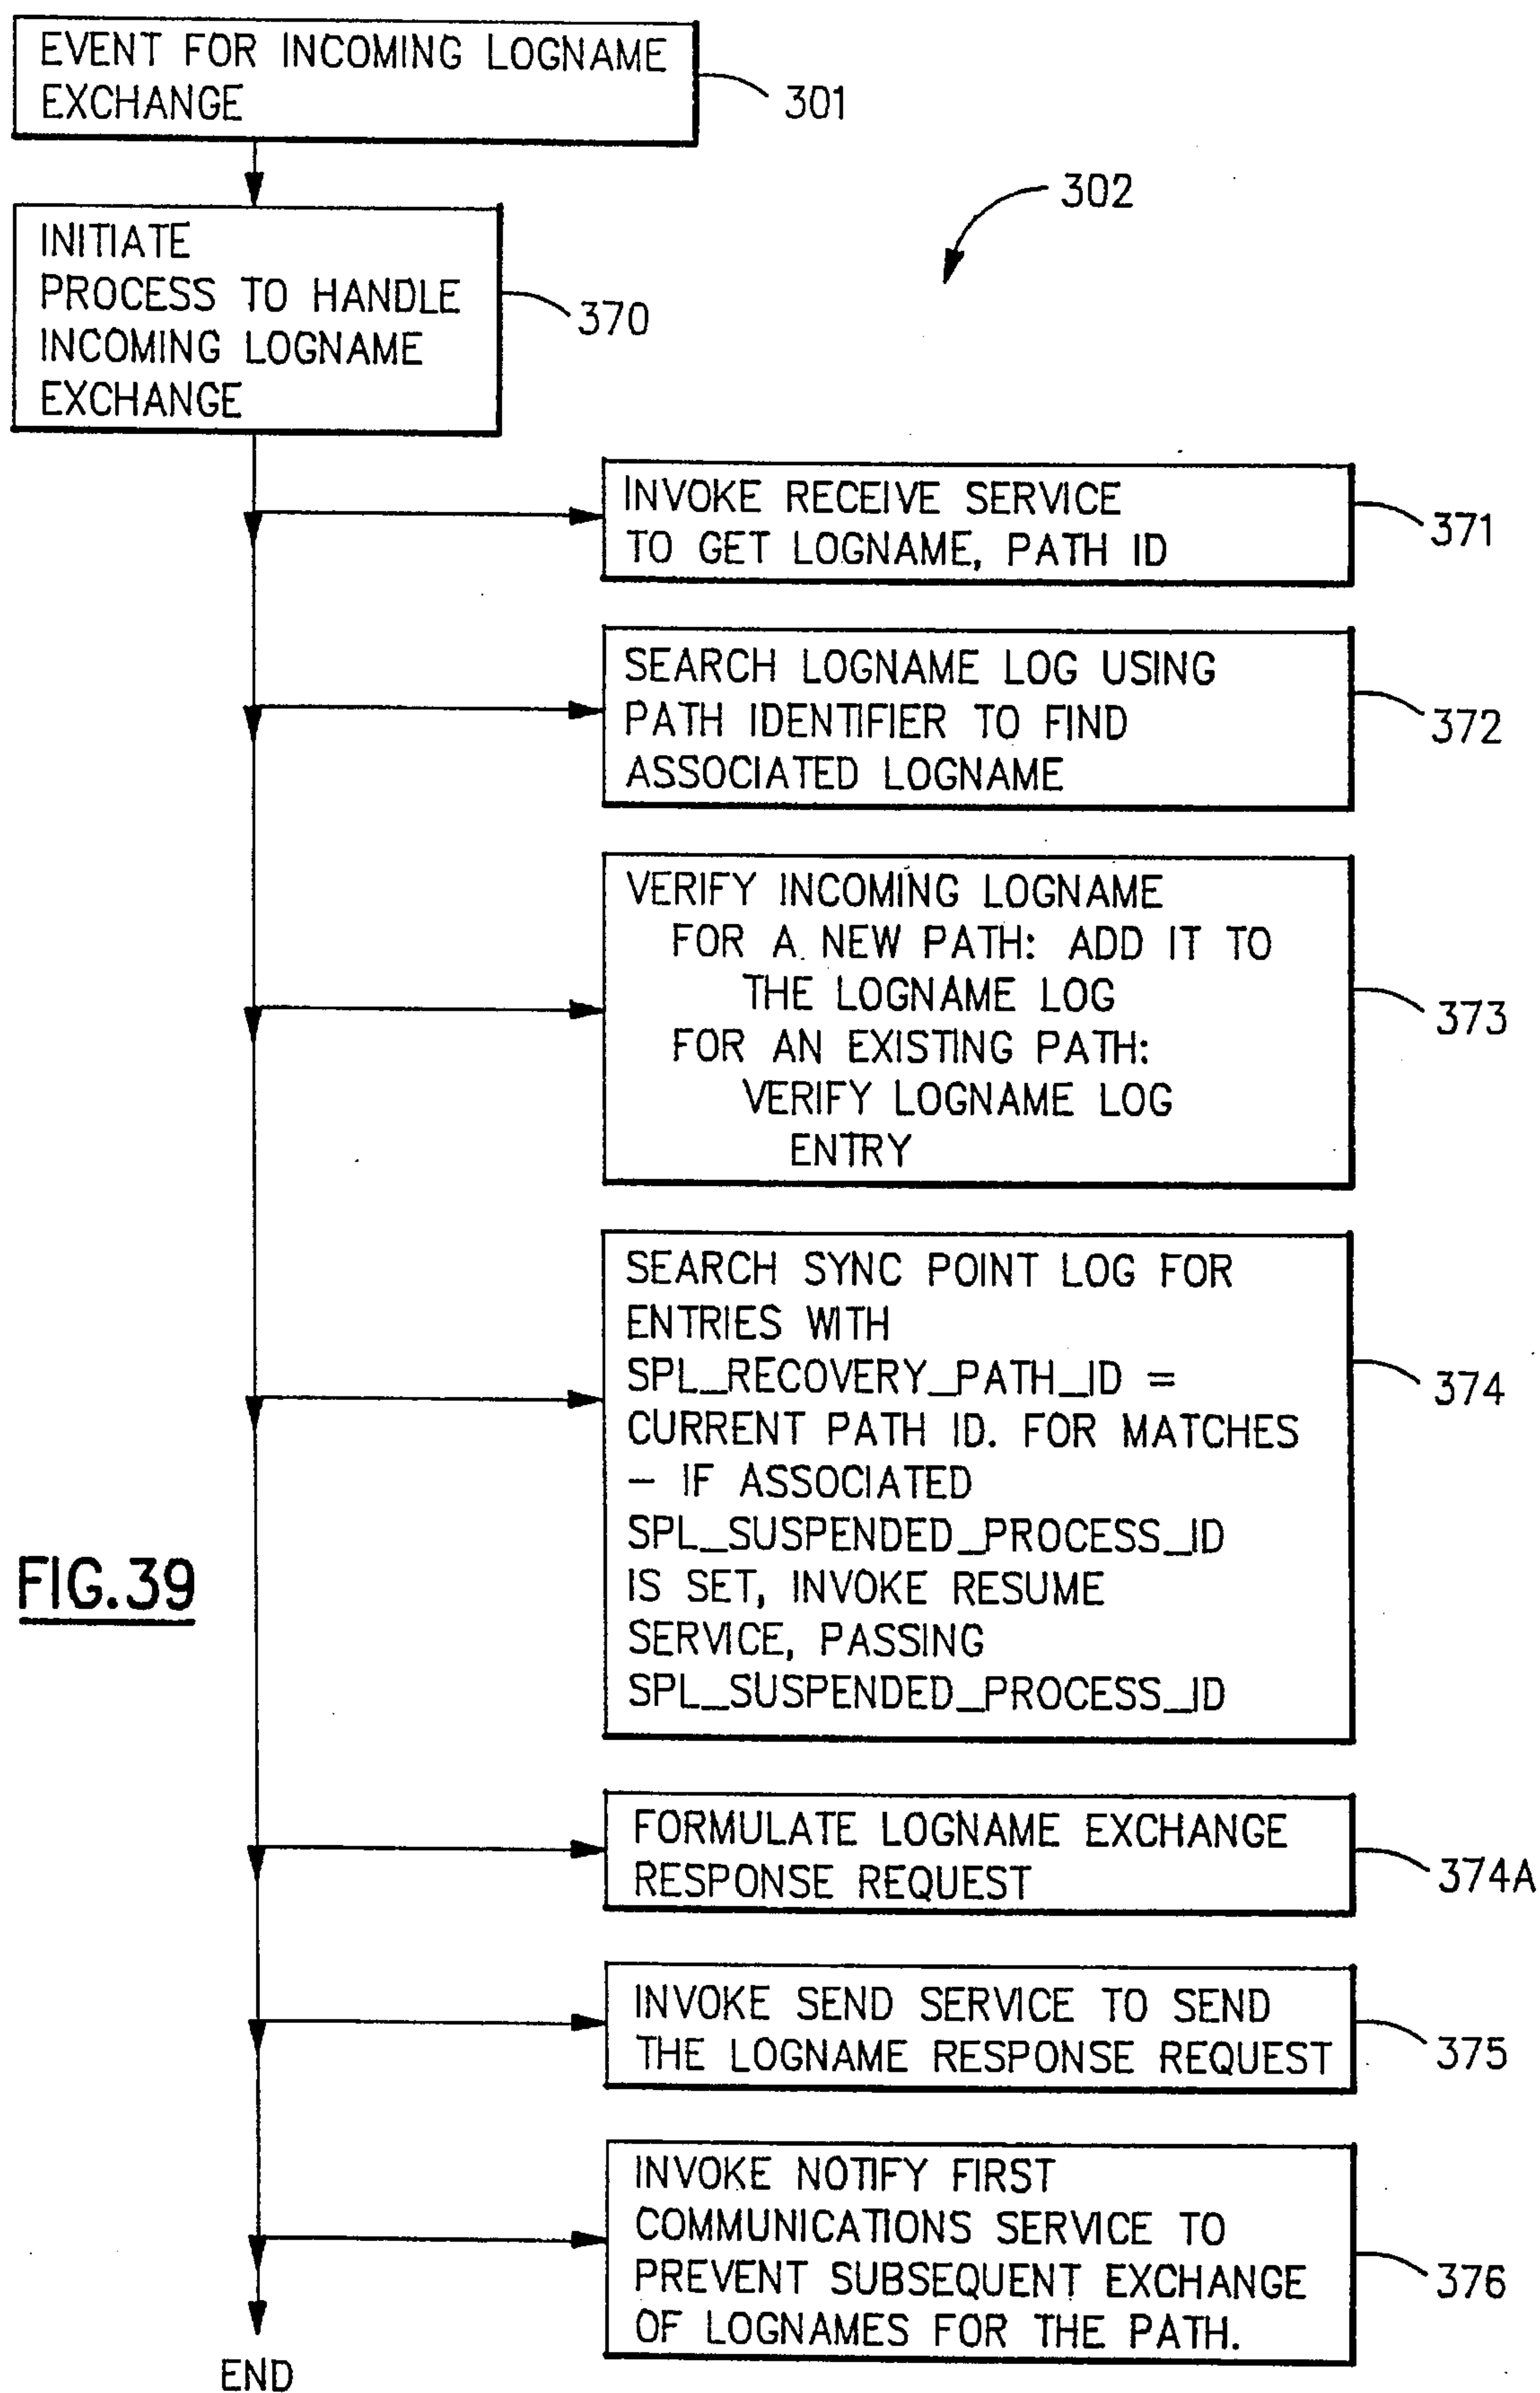 EVENT FOR INCOMING LOGNAME
EXCHANGE
301
302
INITIATE
PROCESS TO HANDLE
INCOMING LOGNAME
EXCHANGE
370
INVOKE RECEIVE SERVICE
TO GET LOGNAME, PATH ID
371
SEARCH LOGNAME LOG USING
PATH IDENTIFIER TO FIND
ASSOCIATED LOGNAME
372
VERIFY INCOMING LOGNAME
FOR A NEW PATH: ADD IT TO
THE LOGNAME LOG
FOR AN EXISTING PATH:
VERIFY LOGNAME LOG
ENTRY
373
SEARCH SYNC POINT LOG FOR
ENTRIES WITH
SPL_RECOVERY_PATH_ID =
CURRENT PATH ID. FOR MATCHES
- IF ASSOCIATED
SPL_SUSPENDED_PROCESS_ID
IS SET, INVOKE RESUME
SERVICE, PASSING
SPL_SUSPENDED_PROCESS_ID
374
FIG.39
FORMULATE LOGNAME EXCHANGE
RESPONSE REQUEST
374A
INVOKE SEND SERVICE TO SEND
THE LOGNAME RESPONSE REQUEST
375
INVOKE NOTIFY FIRST
COMMUNICATIONS SERVICE TO
PREVENT SUBSEQUENT EXCHANGE
OF LOGNAMES FOR THE PATH.
376
END